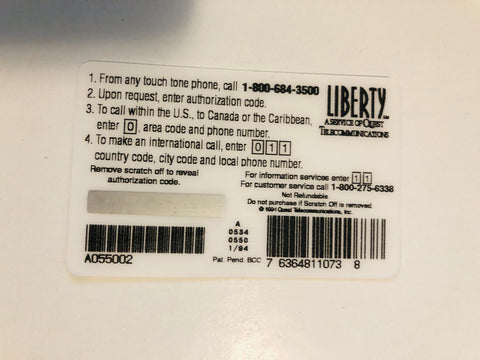 1. From any touch tone phone, call 1-800-684-3500
2. Upon request, enter authorization code.
3. To call within the U.S., to Canada or the Caribbean,
enter 0, area code and phone number.
4. To make an international call, enter 0 1 1
country code, city code and local phone number.
LIBERTY
A SERVICE OF QUEST
TELECOMMUNICATIONS
Remove scratch off to reveal
authorization code.
For information services enter 1 1
For customer service call 1-800-275-6338
Not Refundable
Do not purchase if Scratch Off is removed.
© 1994 Quest Telecommunications, Inc.
A
0534
0550
1/94
A055002
Pat. Pend. BCC
7 63648 11073 8